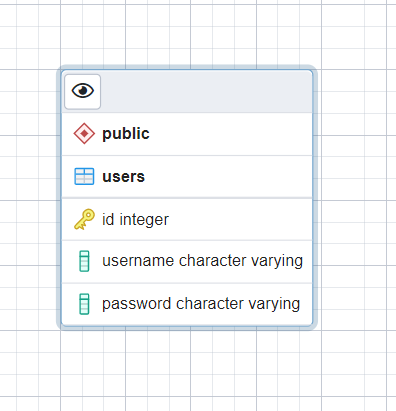 public
users
id integer
username character varying
password character varying